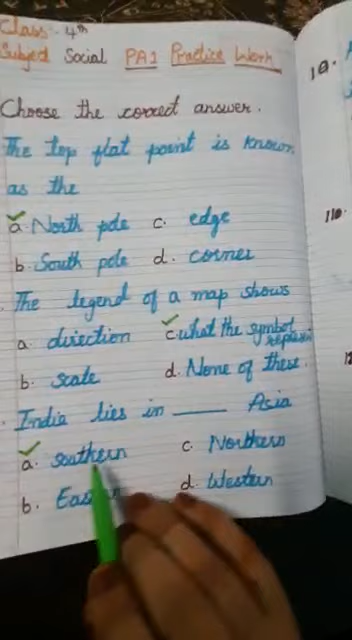 Class:- 4th
Subject Social PA1 Practice Work
Choose the correct answer.
The top flat point is known
as the
a. North pole c. edge
b. South pole d. corner
. The legend of a map shows
a. direction c. what the symbol
b. scale d. None of these.
. India lies in ____ Asia
a. Southern c. Northern
b. d. Western
10.
110.